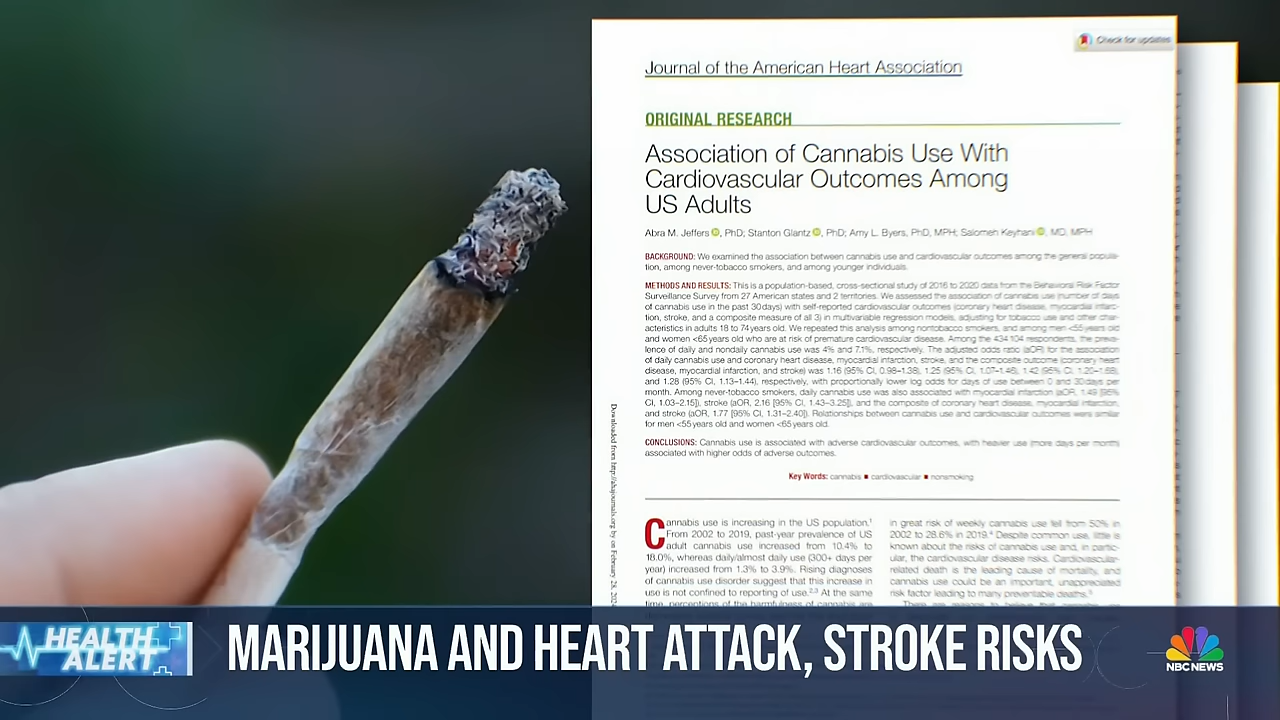 Check for updates
Journal of the American Heart Association
ORIGINAL RESEARCH
Association of Cannabis Use With
Cardiovascular Outcomes Among
US Adults
Abra M. Jeffers, PhD; Stanton Glantz, PhD; Amy L. Byers, PhD, MPH; Salomeh Keyhani, MD, MPH
BACKGROUND: We examined the association between cannabis use and cardiovascular outcomes among the general popula-
tion, among never-tobacco smokers, and among younger individuals.
METHODS AND RESULTS: This is a population-based, cross-sectional study of 2016 to 2020 data from the Behavioral Risk Factor
Surveillance Survey from 27 American states and 2 territories. We assessed the association of cannabis use (number of days
of cannabis use in the past 30 days) with self-reported cardiovascular outcomes (coronary heart disease, myocardial infarc-
tion, stroke, and a composite measure of all 3) in multivariable regression models, adjusting for tobacco use and other char-
acteristics in adults 18 to 74 years old. We repeated this analysis among nontobacco smokers, and among men <55 years old
and women <65 years old who are at risk of premature cardiovascular disease. Among the 434 104 respondents, the preva-
lence of daily and nondaily cannabis use was 4% and 7.1%, respectively. The adjusted odds ratio (aOR) for the association
of daily cannabis use and coronary heart disease, myocardial infarction, stroke, and the composite outcome (coronary heart
disease, myocardial infarction, and stroke) was 1.16 (95% CI, 0.98–1.38), 1.25 (95% CI, 1.07–1.46), 1.42 (95% CI, 1.20–1.68),
and 1.28 (95% CI, 1.13–1.44), respectively, with proportionally lower log odds for days of use between 0 and 30 days per
month. Among never-tobacco smokers, daily cannabis use was also associated with myocardial infarction (aOR, 1.49 [95%
CI, 1.03–2.15]), stroke (aOR, 2.16 [95% CI, 1.43–3.25]), and the composite of coronary heart disease, myocardial infarction,
and stroke (aOR, 1.77 [95% CI, 1.31–2.40]). Relationships between cannabis use and cardiovascular outcomes were similar
for men <55 years old and women <65 years old.
CONCLUSIONS: Cannabis use is associated with adverse cardiovascular outcomes, with heavier use (more days per month)
associated with higher odds of adverse outcomes.
Key Words: cannabis ■ cardiovascular ■ nonsmoking
Cannabis use is increasing in the US population.1
From 2002 to 2019, past-year prevalence of US
adult cannabis use increased from 10.4% to
18.0%, whereas daily/almost daily use (300+ days per
year) increased from 1.3% to 3.9%. Rising diagnoses
of cannabis use disorder suggest that this increase in
use is not confined to reporting of use.2,3 At the same
time, perceptions of the harmfulness of cannabis are
in great risk of weekly cannabis use fell from 50% in
2002 to 28.6% in 2019.4 Despite common use, little is
known about the risks of cannabis use and, in partic-
ular, the cardiovascular disease risks. Cardiovascular-
related death is the leading cause of mortality, and
cannabis use could be an important, unappreciated
risk factor leading to many preventable deaths.5
Downloaded from http://ahajournals.org by on February 28, 2024
HEALTH
ALERT
MARIJUANA AND HEART ATTACK, STROKE RISKS
NBC NEWS